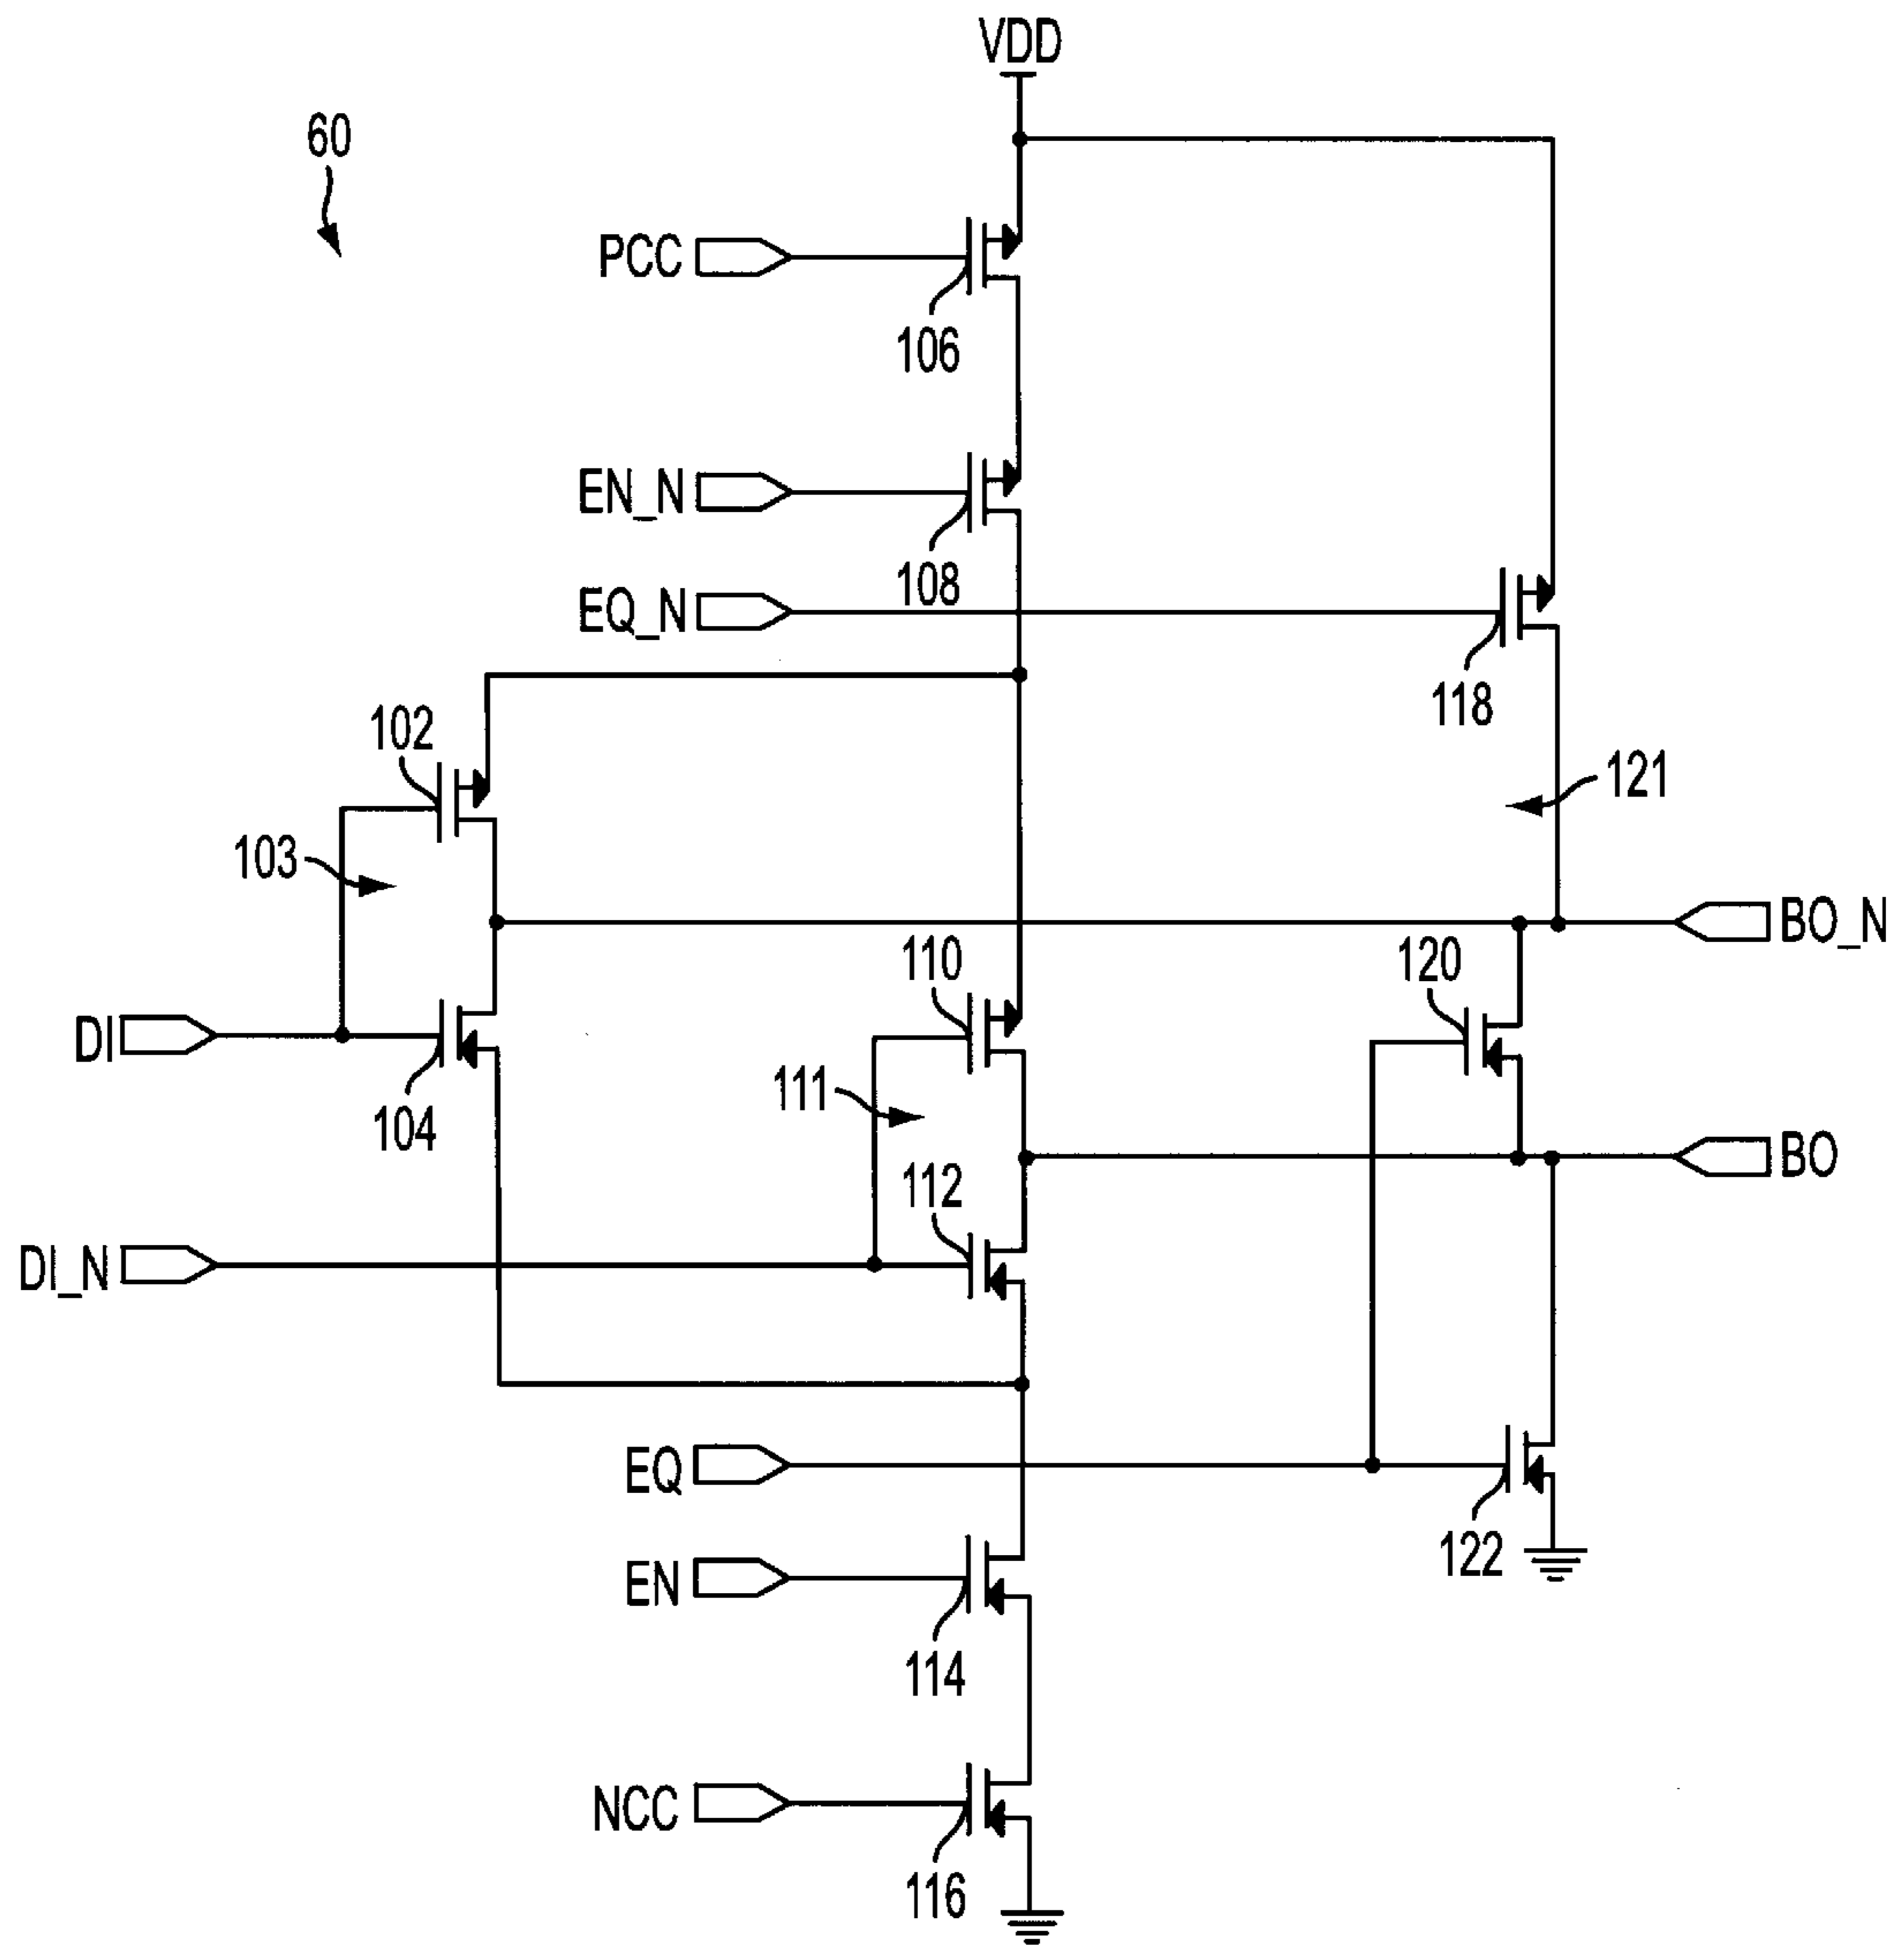 VDD
60
PCC
106
EN_N
108
EQ_N
118
102
121
103
BO_N
110
120
DI
111
104
BO
112
DI_N
EQ
122
EN
114
NCC
116